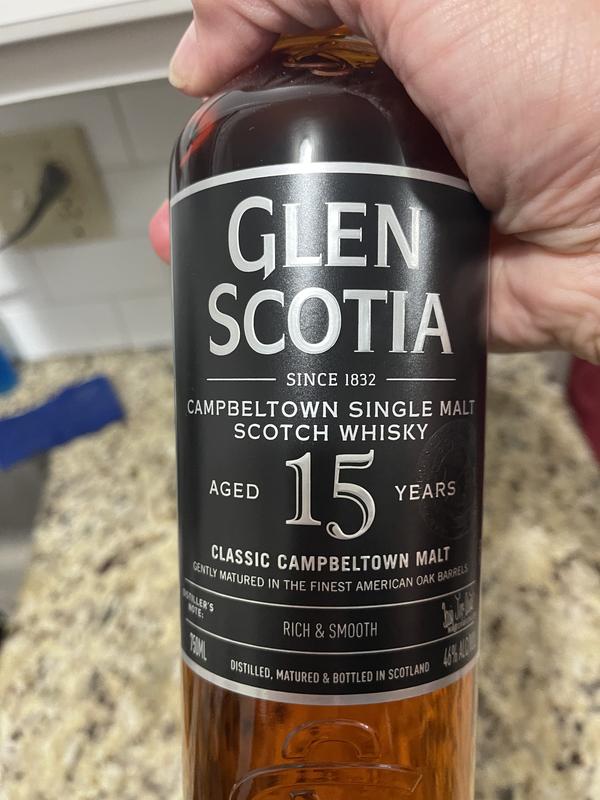 GLEN
SCOTIA
SINCE 1832
CAMPBELTOWN SINGLE MALT
SCOTCH WHISKY
AGED 15 YEARS
CLASSIC CAMPBELTOWN MALT
GENTLY MATURED IN THE FINEST AMERICAN OAK BARRELS
DISTILLER'S
NOTE:
RICH & SMOOTH
750ML
46%
DISTILLED, MATURED & BOTTLED IN SCOTLAND